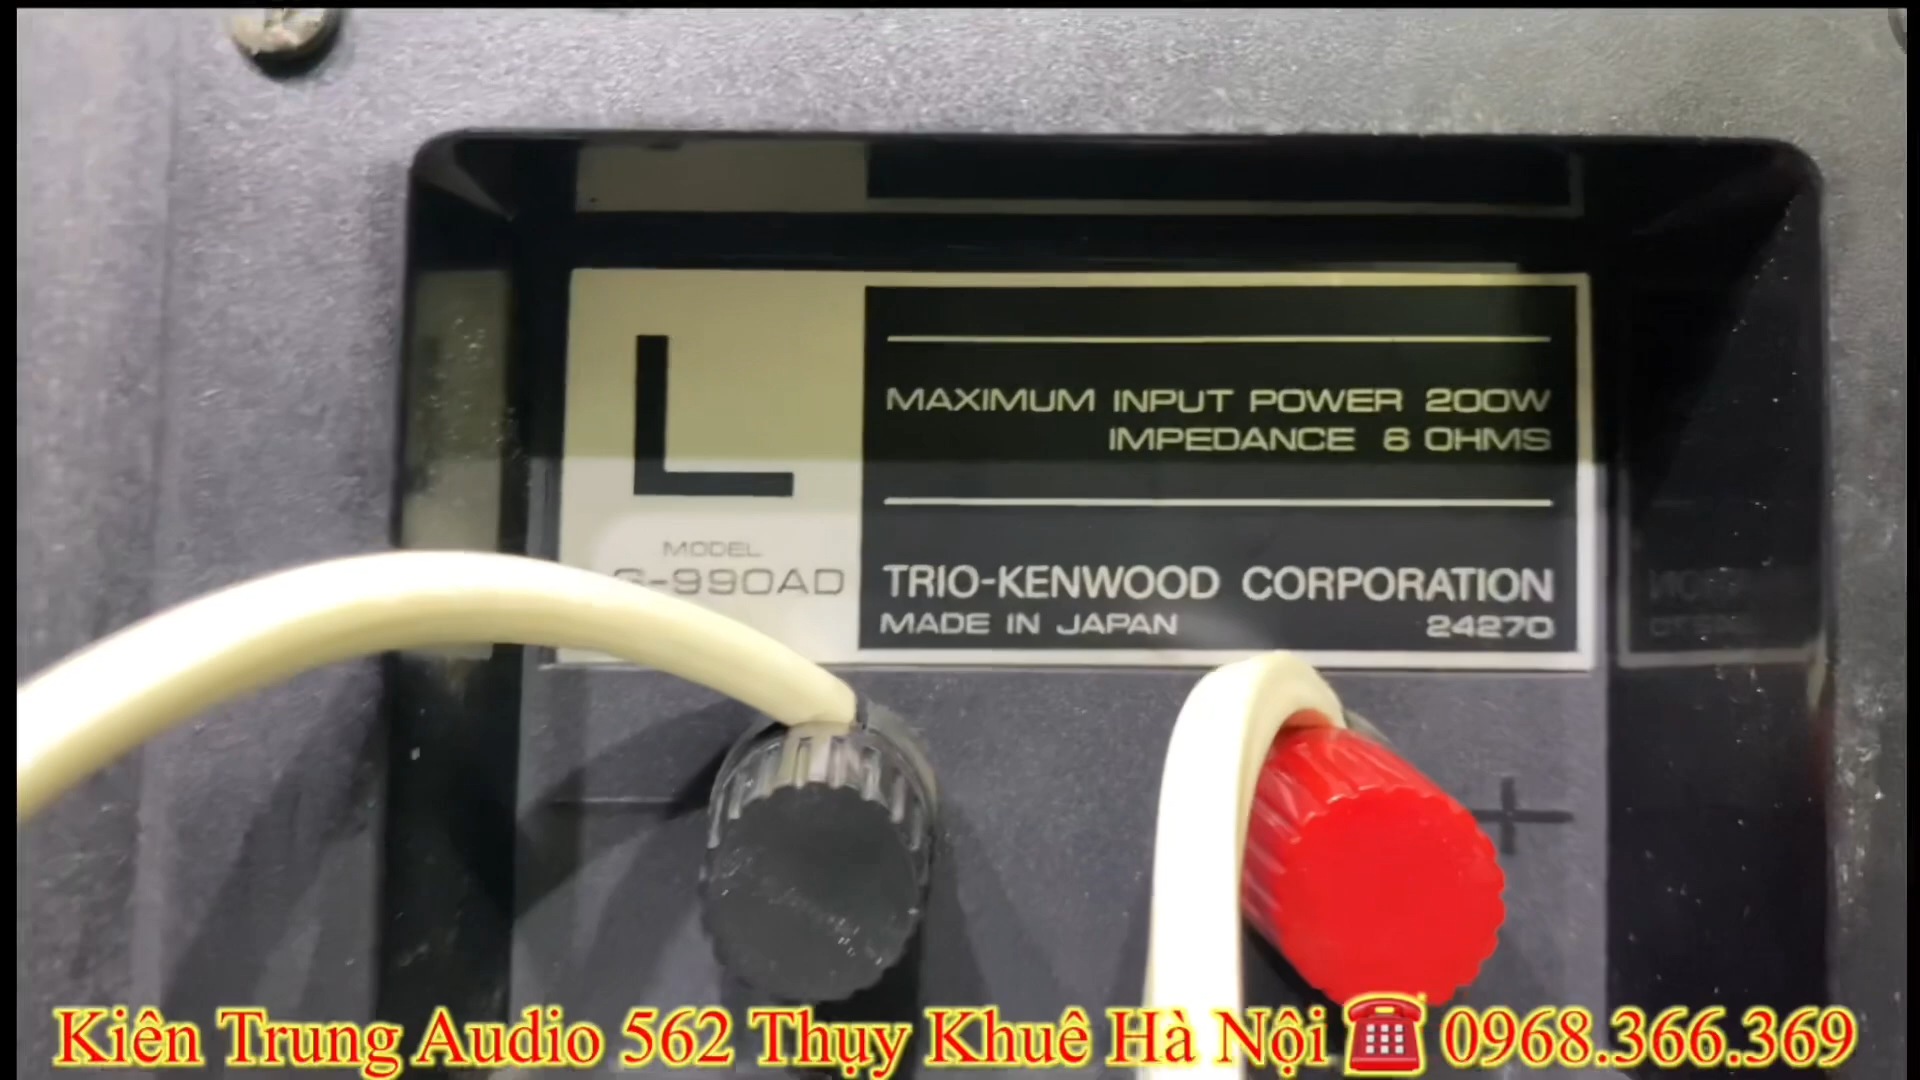 L
MODEL
-990AD
MAXIMUM INPUT POWER 200W
IMPEDANCE 6 OHMS
TRIO-KENWOOD CORPORATION
MADE IN JAPAN 24270
- +
Kiên Trung Audio 562 Thụy Khuê Hà Nội ☎ 0968.366.369